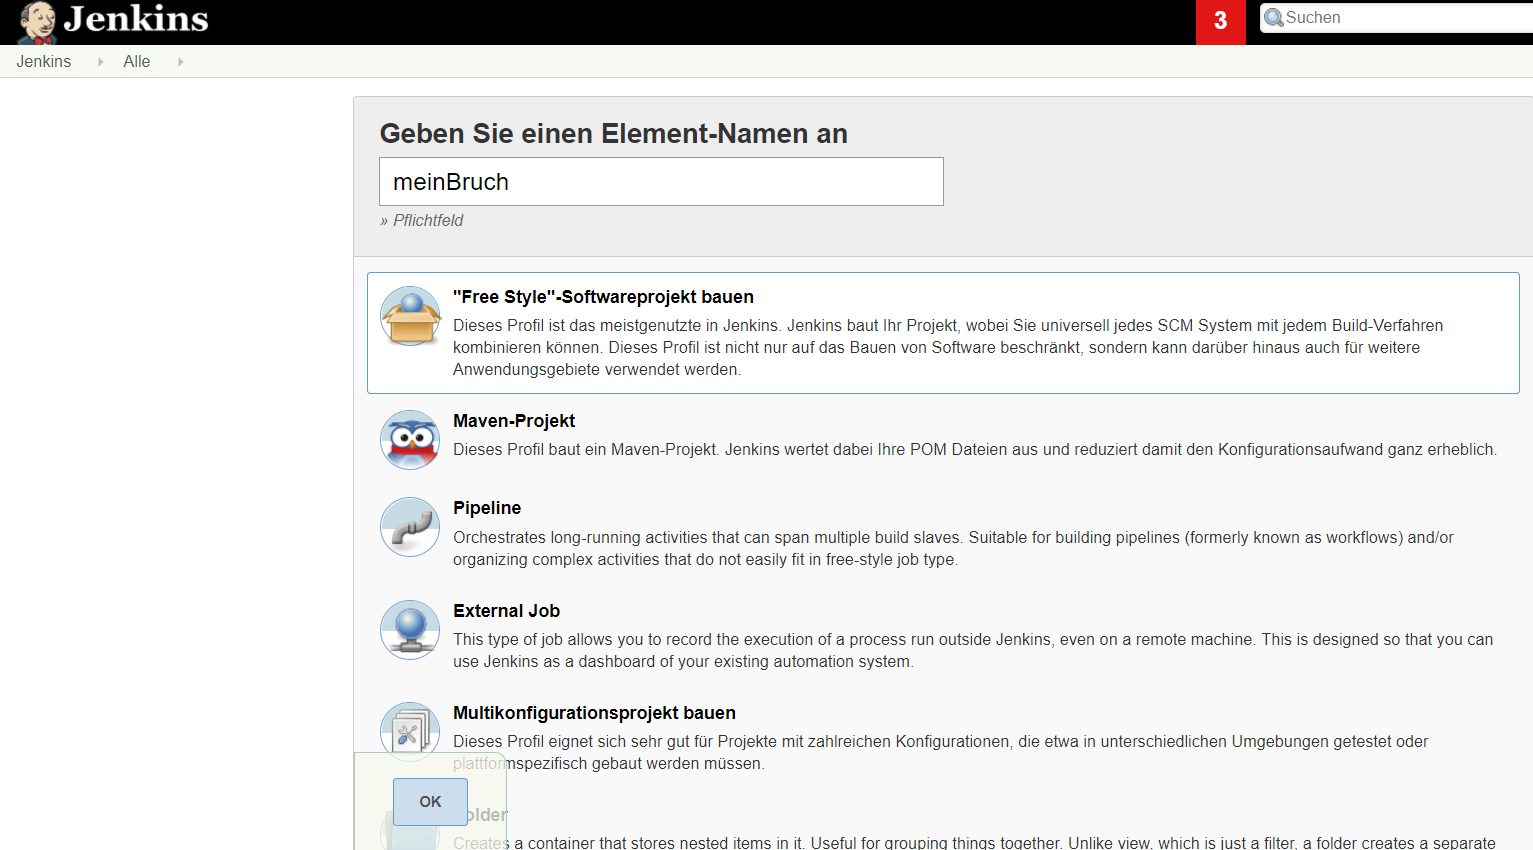 Jenkins
3
Suchen
Jenkins
Alle
Geben Sie einen Element-Namen an
meinBruch
» Pflichtfeld
"Free Style"-Softwareprojekt bauen
Dieses Profil ist das meistgenutzte in Jenkins. Jenkins baut Ihr Projekt, wobei Sie universell jedes SCM System mit jedem Build-Verfahren
kombinieren können. Dieses Profil ist nicht nur auf das Bauen von Software beschränkt, sondern kann darüber hinaus auch für weitere
Anwendungsgebiete verwendet werden.
Maven-Projekt
Dieses Profil baut ein Maven-Projekt. Jenkins wertet dabei Ihre POM Dateien aus und reduziert damit den Konfigurationsaufwand ganz erheblich.
Pipeline
Orchestrates long-running activities that can span multiple build slaves. Suitable for building pipelines (formerly known as workflows) and/or
organizing complex activities that do not easily fit in free-style job type.
External Job
This type of job allows you to record the execution of a process run outside Jenkins, even on a remote machine. This is designed so that you can
use Jenkins as a dashboard of your existing automation system.
Multikonfigurationsprojekt bauen
Dieses Profil eignet sich sehr gut für Projekte mit zahlreichen Konfigurationen, die etwa in unterschiedlichen Umgebungen getestet oder
plattformspezifisch gebaut werden müssen.
OK
Folder
Creates a container that stores nested items in it. Useful for grouping things together. Unlike view, which is just a filter, a folder creates a separate